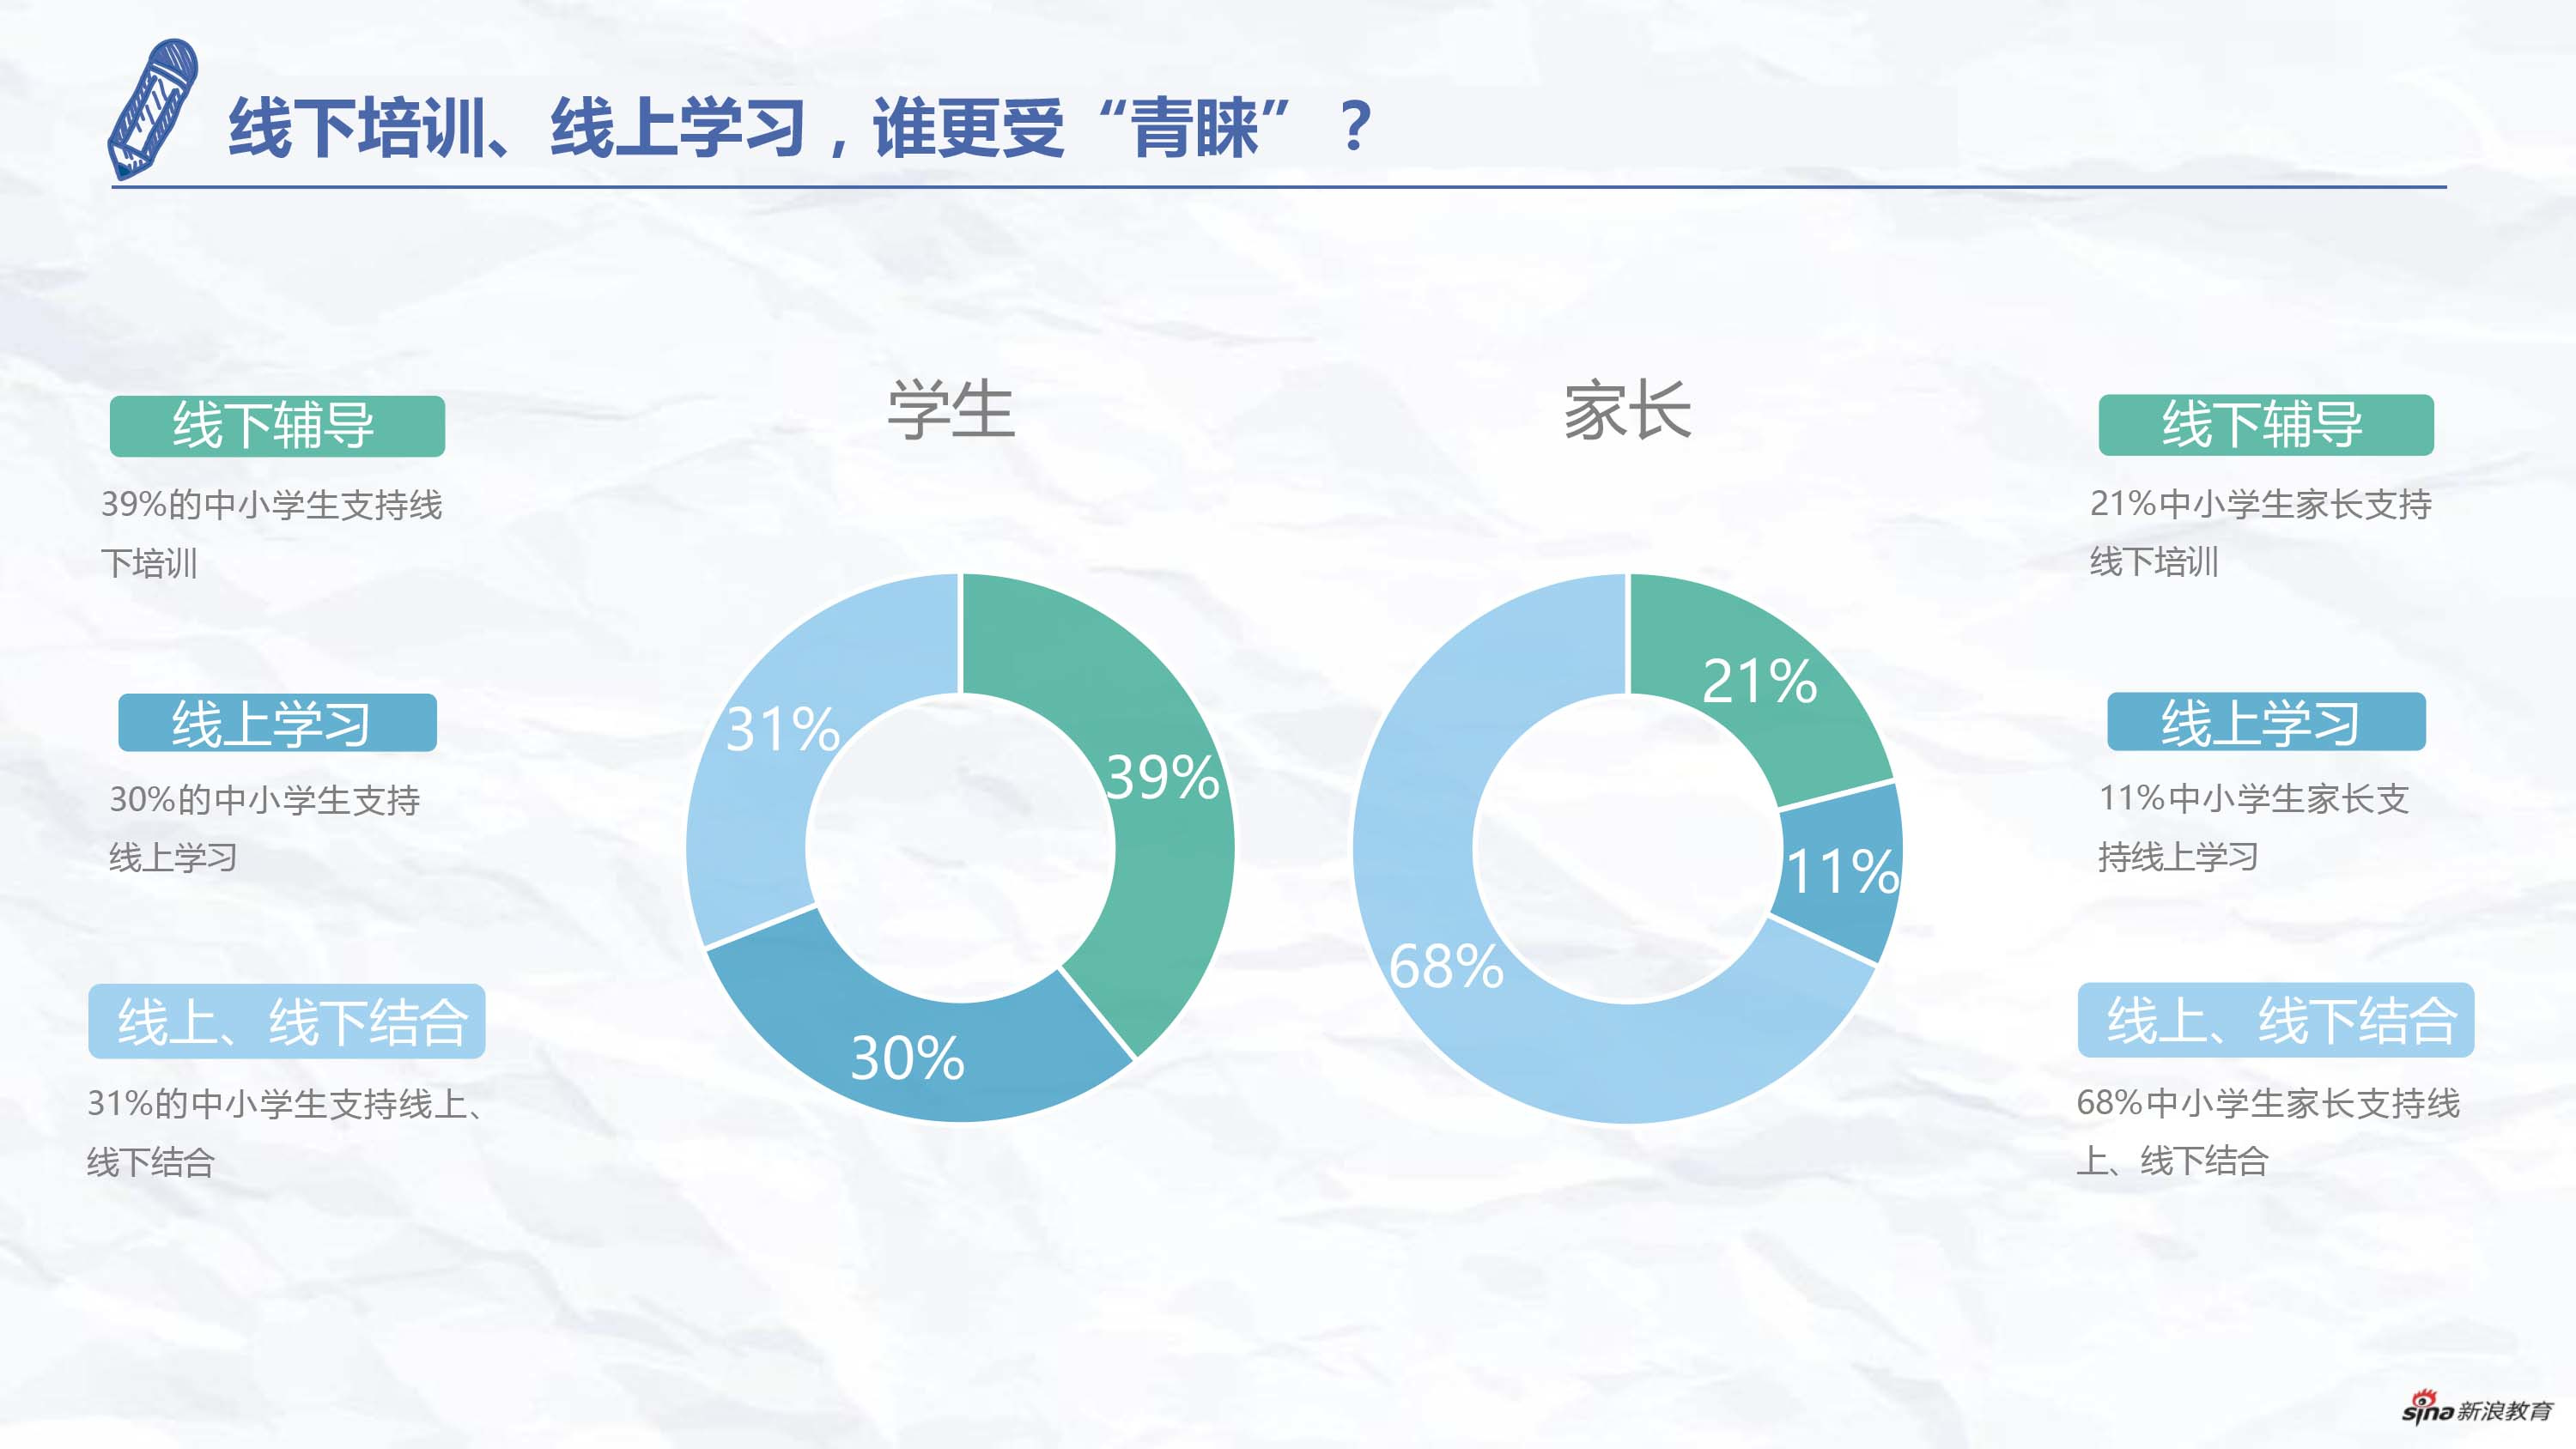 线下培训、线上学习，谁更受“青睐”？
线下辅导
39%的中小学生支持线
下培训
线上学习
30%的中小学生支持
线上学习
线上、线下结合
31%的中小学生支持线上、
线下结合
学生
31%
39%
30%
家长
21%
11%
68%
线下辅导
21%中小学生家长支持
线下培训
线上学习
11%中小学生家长支
持线上学习
线上、线下结合
68%中小学生家长支持线
上、线下结合
sina新浪教育